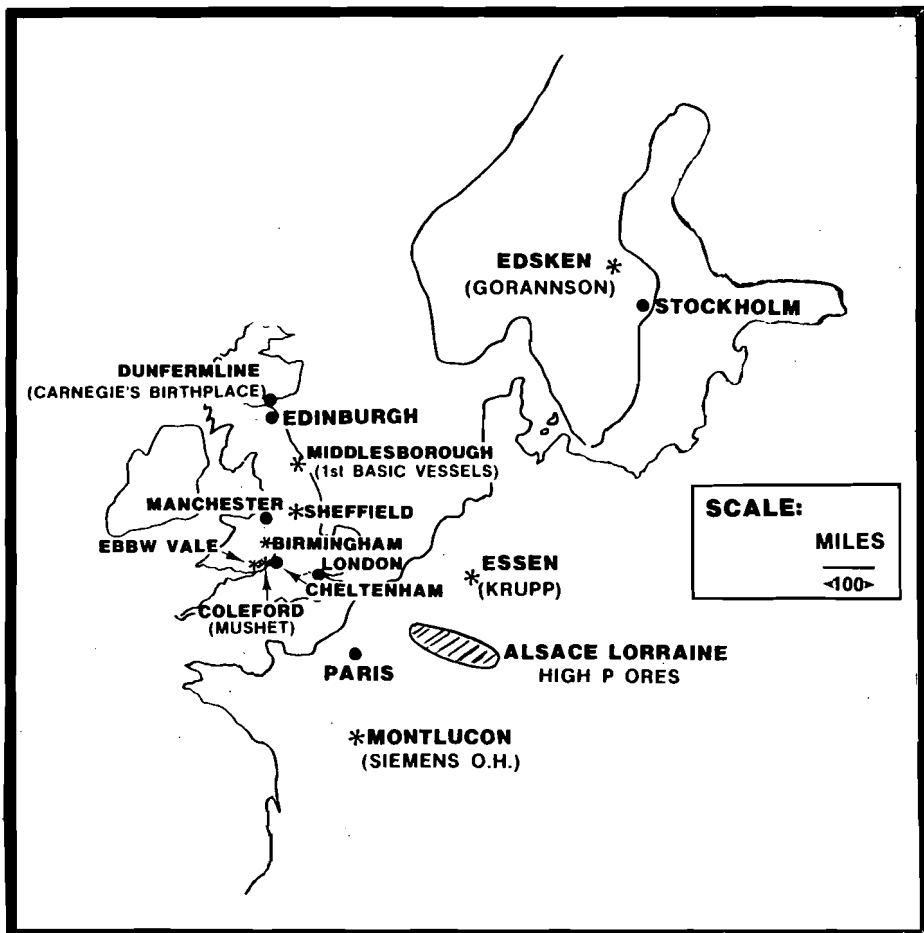 EDSKEN
(GORANNSON)
STOCKHOLM
DUNFERMLINE
(CARNEGIE'S BIRTHPLACE)
EDINBURGH
MIDDLESBOROUGH
(1st BASIC VESSELS)
MANCHESTER
SHEFFIELD
EBBW VALE
BIRMINGHAM
LONDON
CHELTENHAM
COLEFORD
(MUSHET)
ESSEN
(KRUPP)
SCALE:
MILES
100
PARIS
ALSACE LORRAINE
HIGH P ORES
MONTLUCON
(SIEMENS O.H.)